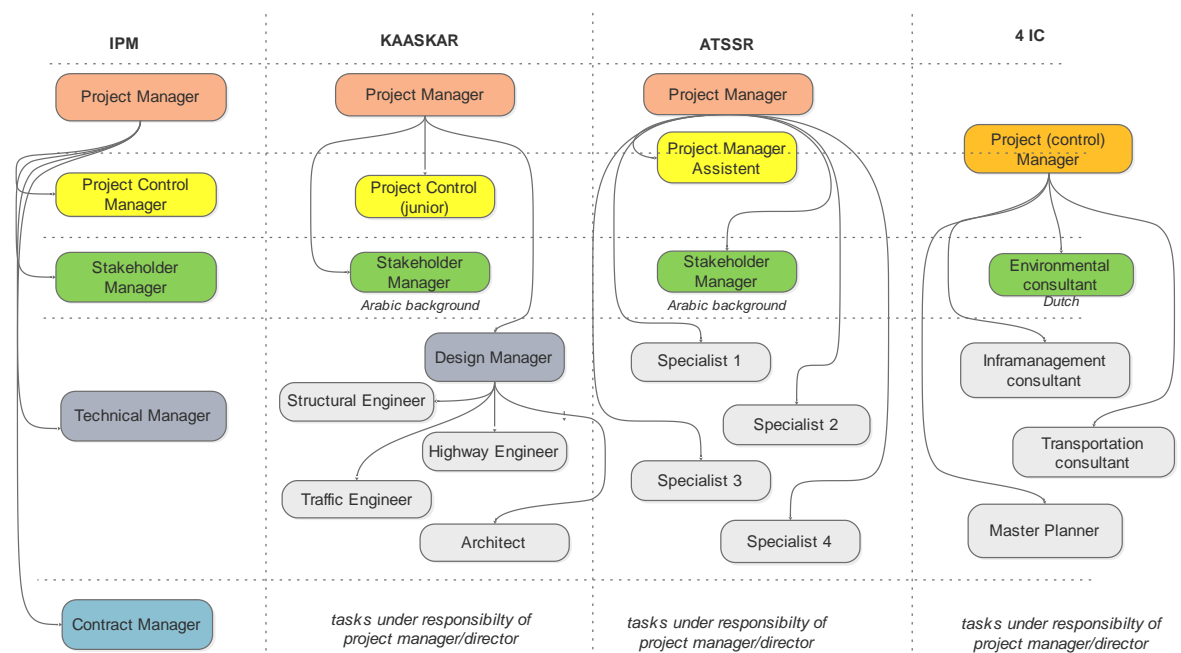 IPM
KAASKAR
ATSSR
4 IC
Project Manager
Project Manager
Project Manager
Project (control)
Manager
Project Control
Manager
Project Control
(junior)
Project Manager
Assistent
Stakeholder
Manager
Stakeholder
Manager
Arabic background
Stakeholder
Manager
Arabic background
Environmental
consultant
Dutch
Technical Manager
Design Manager
Structural Engineer
Highway Engineer
Traffic Engineer
Architect
Specialist 1
Specialist 2
Specialist 3
Specialist 4
Inframanagement
consultant
Transportation
consultant
Master Planner
Contract Manager
tasks under responsibilty of
project manager/director
tasks under responsibilty of
project manager/director
tasks under responsibilty of
project manager/director